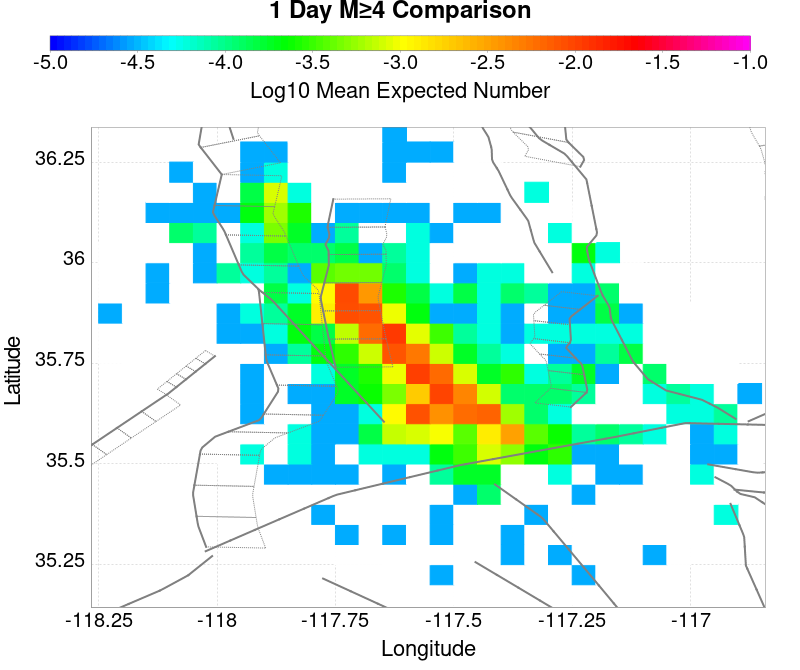 1 Day M≥4 Comparison
-5.0 -4.5 -4.0 -3.5 -3.0 -2.5 -2.0 -1.5 -1.0
Log10 Mean Expected Number
36.25
36
35.75
35.5
35.25
Latitude
-118.25 -118 -117.75 -117.5 -117.25 -117
Longitude